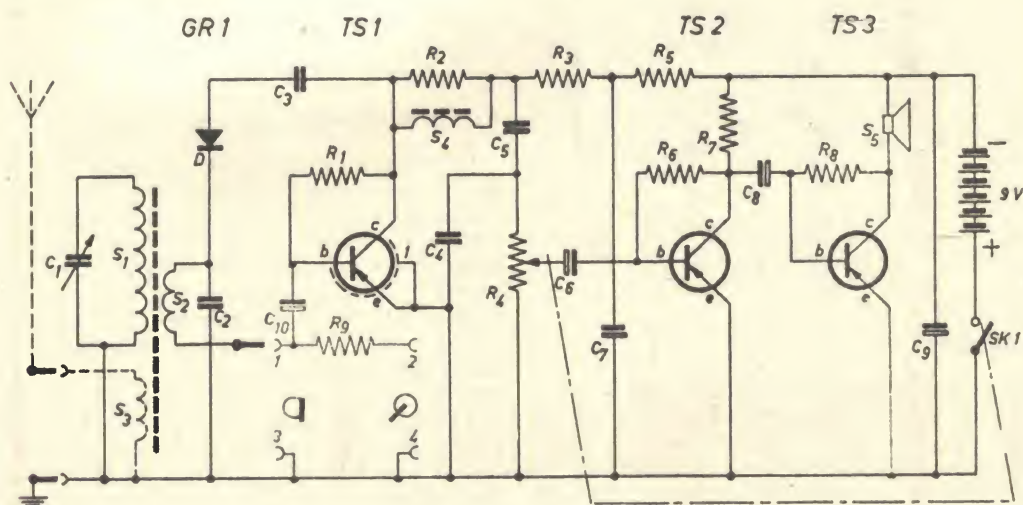 GR 1 TS 1 TS 2 TS 3
R2 R3 R5
C3
D
S4 C5 R7 S5
R1 R6 R8
C8
c c c
C1 S1 S2 C2 b 1 C4 b b
e e e
R4 C6
C10 R9 C7 C9
1 2
S3
3 4
-
9 V
+
SK 1